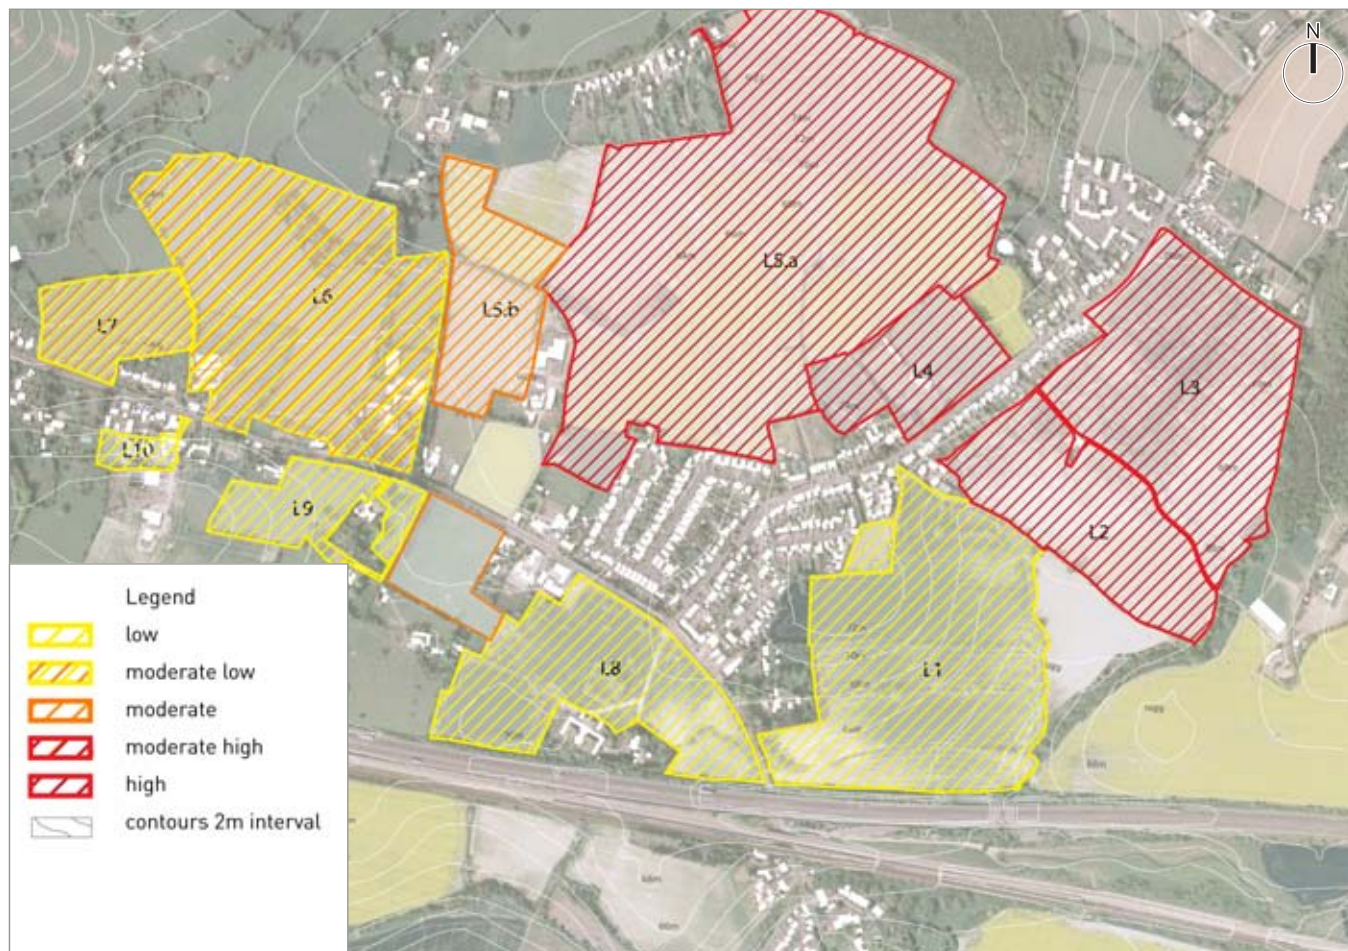 N
L5.a
L6
L5.b
L7
L4
L3
L10
L9
L2
L8
L1
Legend
low
moderate low
moderate
moderate high
high
contours 2m interval